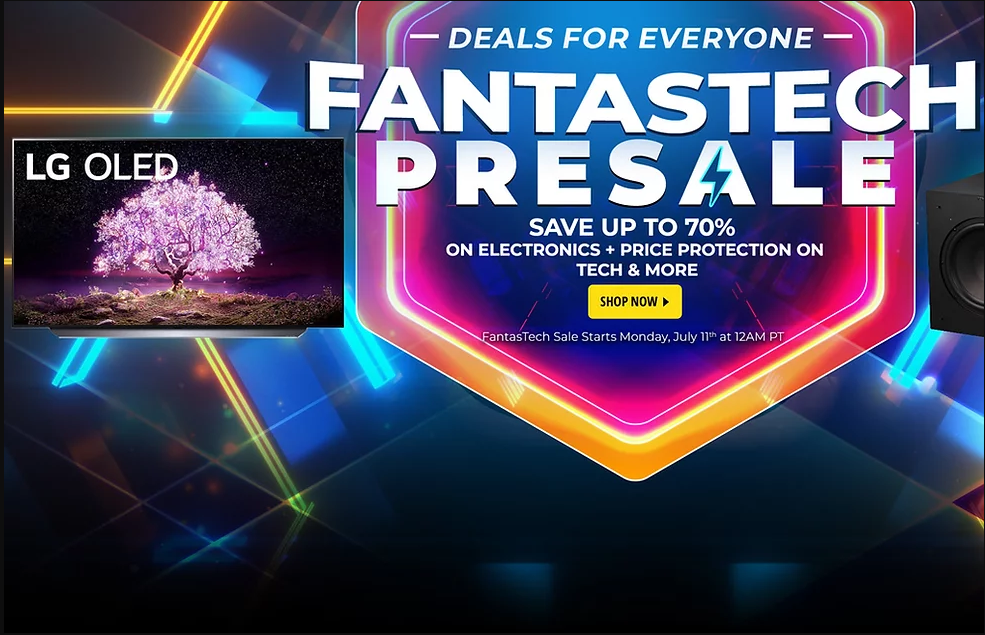 DEALS FOR EVERYONE
FANTASTECH
PRESALE
LG OLED
SAVE UP TO 70%
ON ELECTRONICS + PRICE PROTECTION ON
TECH & MORE
SHOP NOW
FantasTech Sale Starts Monday, July 11th at 12AM PT